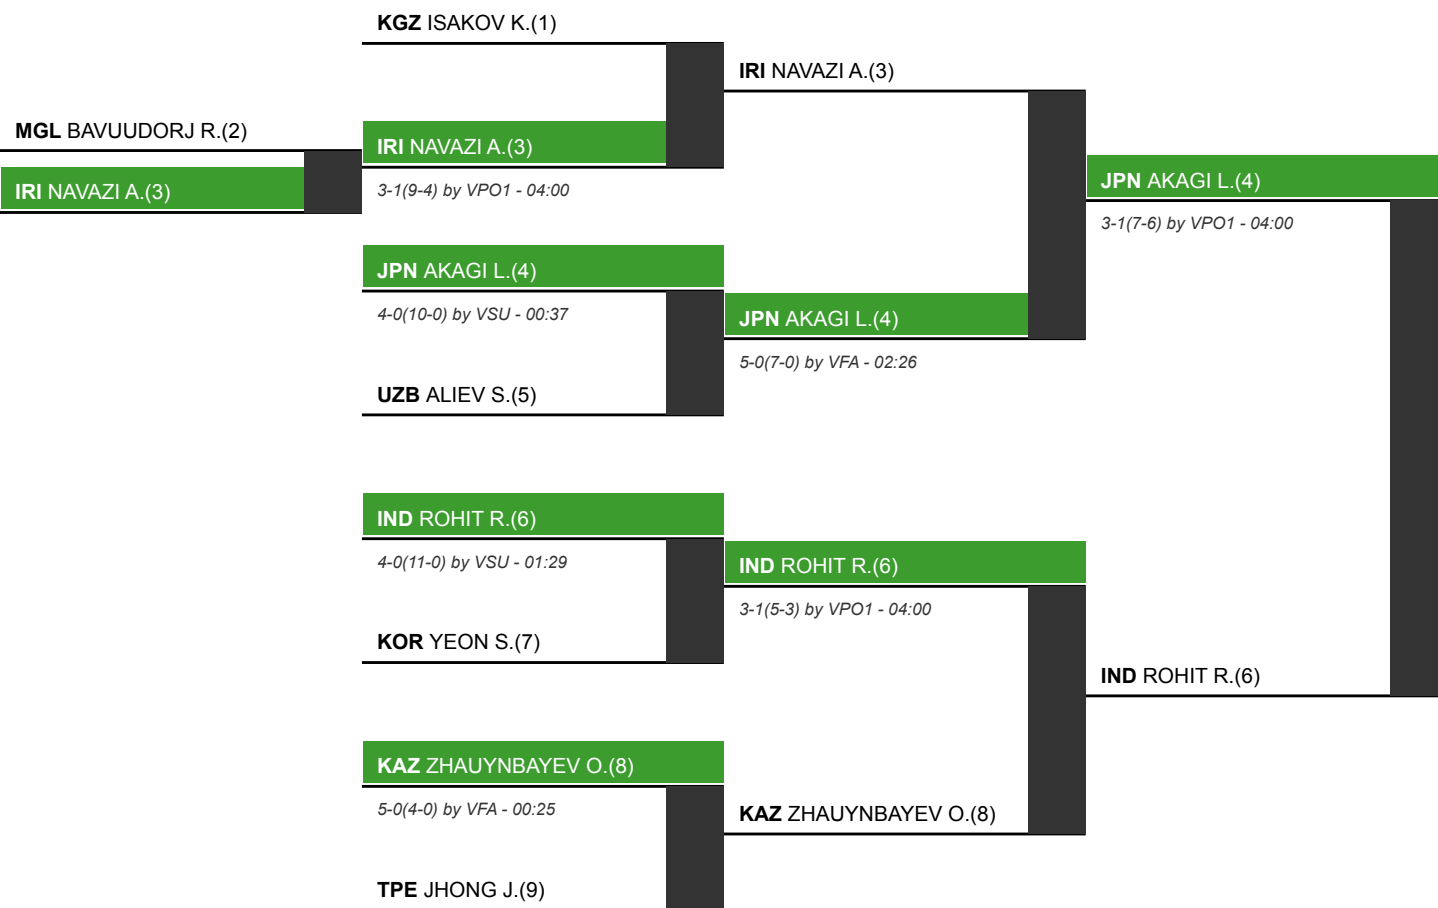 MGL BAVUUDORJ R.(2)
IRI NAVAZI A.(3)
KGZ ISAKOV K.(1)
IRI NAVAZI A.(3)
3-1(9-4) by VPO1 - 04:00
JPN AKAGI L.(4)
4-0(10-0) by VSU - 00:37
UZB ALIEV S.(5)
IND ROHIT R.(6)
4-0(11-0) by VSU - 01:29
KOR YEON S.(7)
KAZ ZHAUYNBAYEV O.(8)
5-0(4-0) by VFA - 00:25
TPE JHONG J.(9)
IRI NAVAZI A.(3)
JPN AKAGI L.(4)
5-0(7-0) by VFA - 02:26
IND ROHIT R.(6)
3-1(5-3) by VPO1 - 04:00
KAZ ZHAUYNBAYEV O.(8)
JPN AKAGI L.(4)
3-1(7-6) by VPO1 - 04:00
IND ROHIT R.(6)